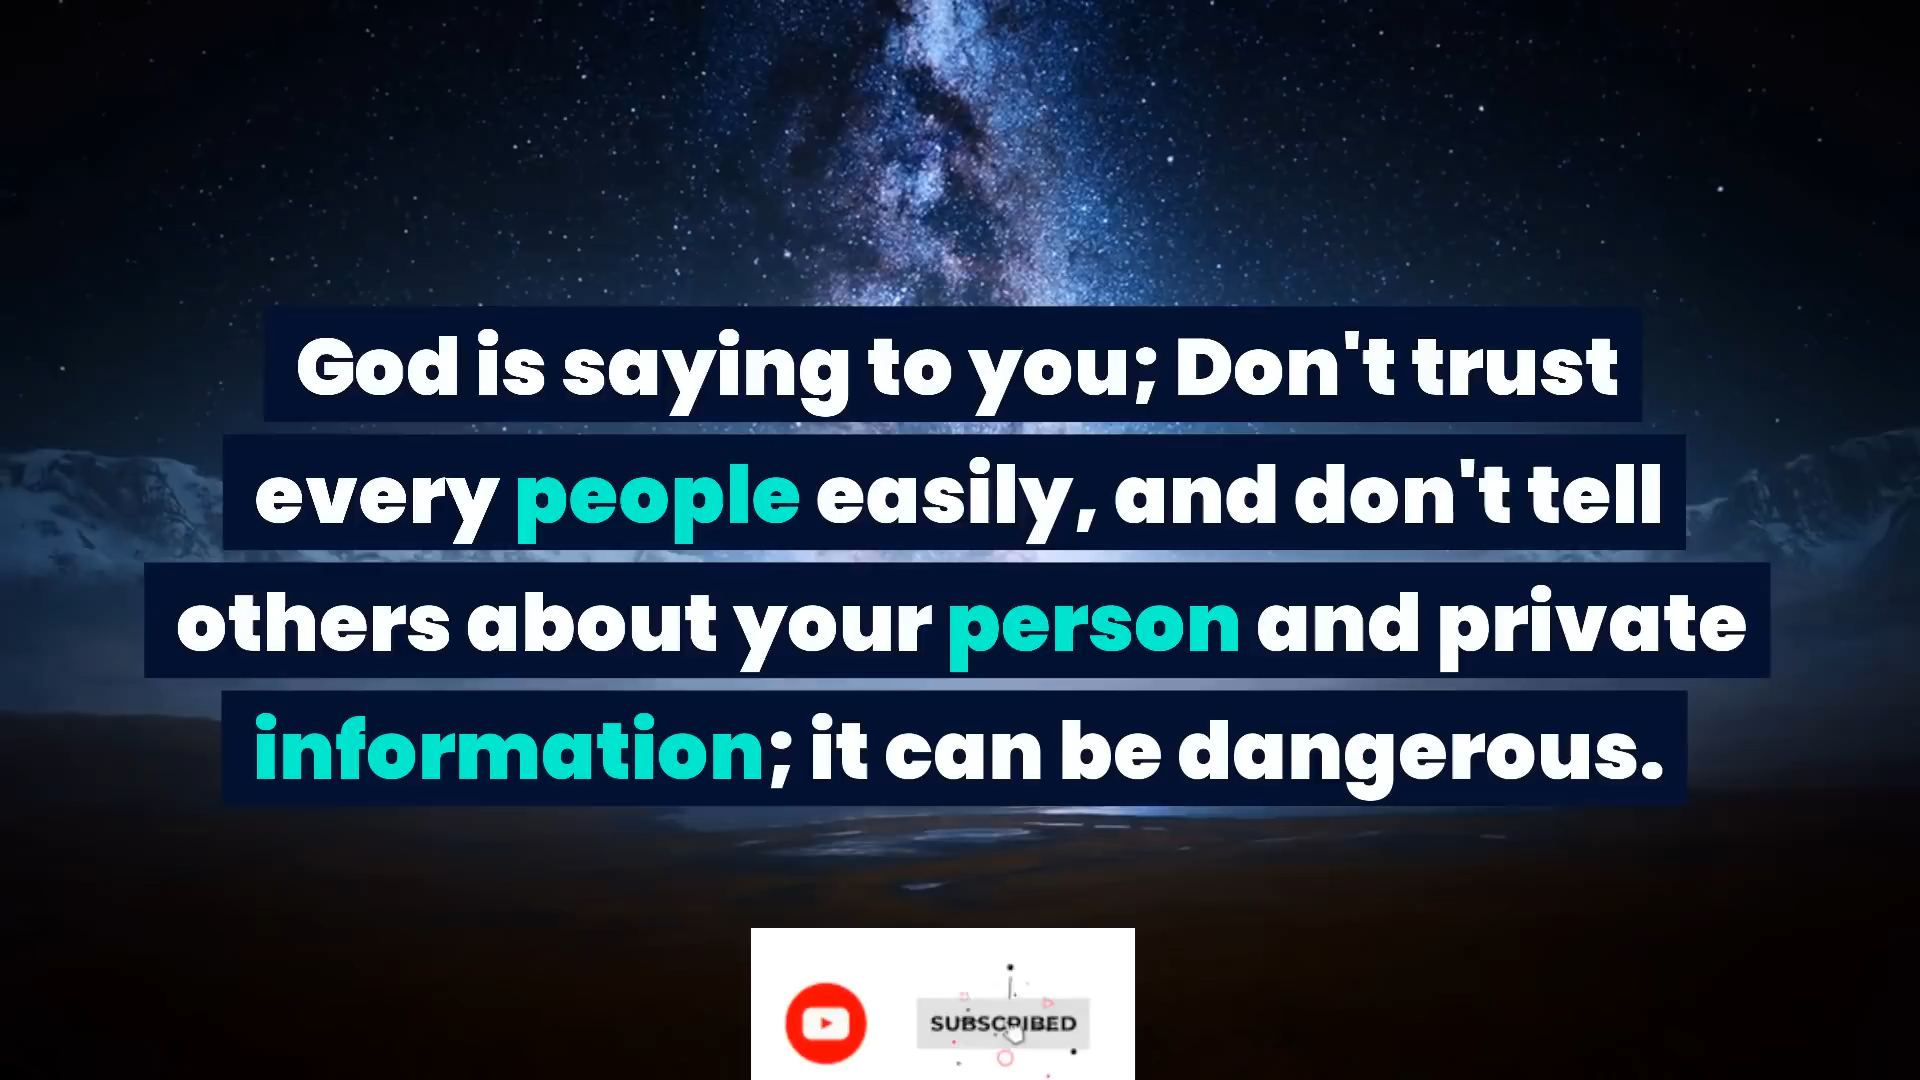 God is saying to you; Don't trust
every people easily, and don't tell
others about your person and private
information; it can be dangerous.
SUBSCRIBED